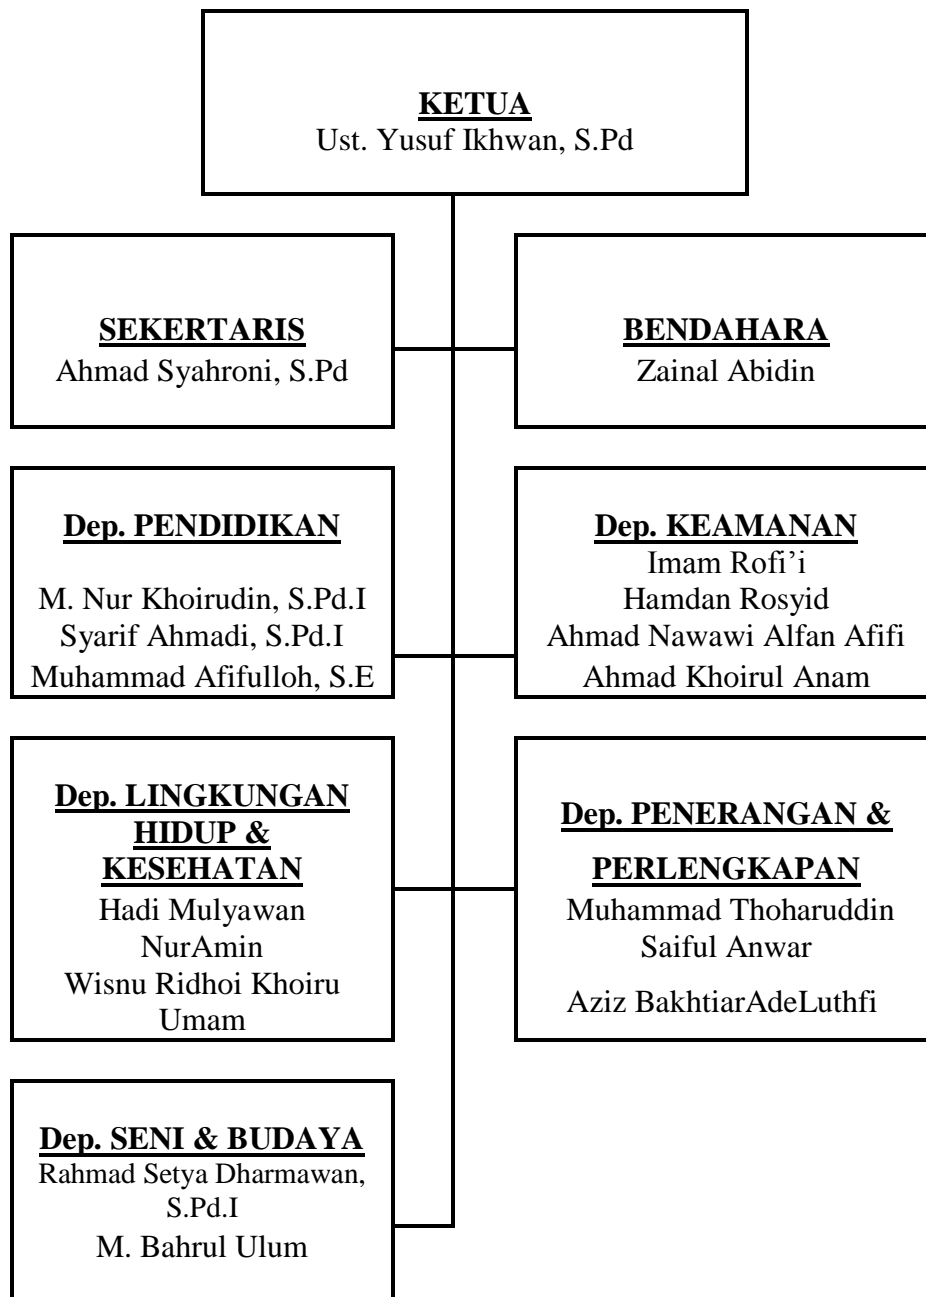 KETUA
Ust. Yusuf Ikhwan, S.Pd
SEKERTARIS
Ahmad Syahroni, S.Pd
BENDAHARA
Zainal Abidin
Dep. PENDIDIKAN
M. Nur Khoirudin, S.Pd.I
Syarif Ahmadi, S.Pd.I
Muhammad Afifulloh, S.E
Dep. KEAMANAN
Imam Rofi’i
Hamdan Rosyid
Ahmad Nawawi Alfan Afifi
Ahmad Khoirul Anam
Dep. LINGKUNGAN
HIDUP &
KESEHATAN
Hadi Mulyawan
NurAmin
Wisnu Ridhoi Khoiru
Umam
Dep. PENERANGAN &
PERLENGKAPAN
Muhammad Thoharuddin
Saiful Anwar
Aziz BakhtiarAdeLuthfi
Dep. SENI & BUDAYA
Rahmad Setya Dharmawan,
S.Pd.I
M. Bahrul Ulum